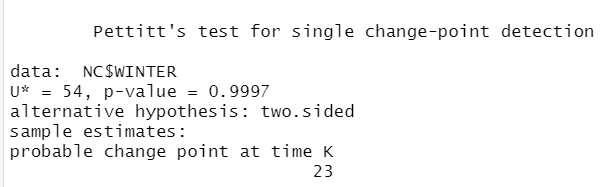 Pettitt's test for single change-point detection
data:  NC$WINTER
U* = 54, p-value = 0.9997
alternative hypothesis: two.sided
sample estimates:
probable change point at time K
23